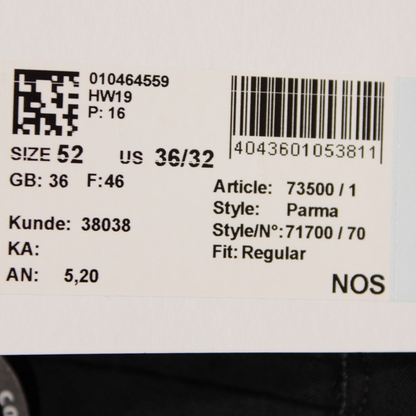 010464559
HW19
P: 16
4043601053811
SIZE 52 US 36/32
GB: 36 F:46
Article: 73500 / 1
Style: Parma
Style/N°:71700 / 70
Fit: Regular
Kunde: 38038
KA:
AN: 5,20
NOS